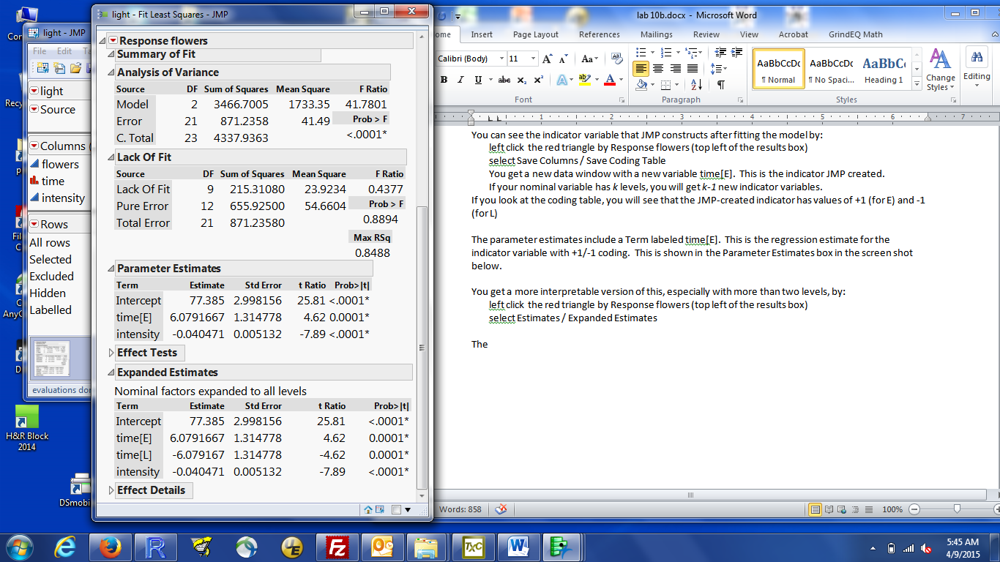 light - Fit Least Squares - JMP
Response flowers
Summary of Fit
Analysis of Variance
Source DF Sum of Squares Mean Square F Ratio
Model 2 3466.7005 1733.35 41.7801
Error 21 871.2358 41.49 Prob > F
C. Total 23 4337.9363 <.0001*
Lack Of Fit
Source DF Sum of Squares Mean Square F Ratio
Lack Of Fit 9 215.31080 23.9234 0.4377
Pure Error 12 655.92500 54.6604 Prob > F
Total Error 21 871.23580 0.8894
Max RSq
0.8488
Parameter Estimates
Term Estimate Std Error t Ratio Prob>|t|
Intercept 77.385 2.998156 25.81 <.0001*
time[E] 6.0791667 1.314778 4.62 0.0001*
intensity -0.040471 0.005132 -7.89 <.0001*
Effect Tests
Expanded Estimates
Nominal factors expanded to all levels
Term Estimate Std Error t Ratio Prob>|t|
Intercept 77.385 2.998156 25.81 <.0001*
time[E] 6.0791667 1.314778 4.62 0.0001*
time[L] -6.079167 1.314778 -4.62 0.0001*
intensity -0.040471 0.005132 -7.89 <.0001*
Effect Details
light - JMP
File Edit
light
Source
Columns (
flowers
time
intensity
Rows
All rows
Selected
Excluded
Hidden
Labelled
evaluations don
lab 10b.docx - Microsoft Word
Insert Page Layout References Mailings Review View Acrobat GrindEQ Math
Calibri (Body) 11
AaBbCcDc AaBbCcDc AaBbCc
¶ Normal ¶ No Spaci... Heading 1
Change
Styles
Editing
Font Paragraph Styles
1 2 3 4 5 6 7
You can see the indicator variable that JMP constructs after fitting the model by:
left click the red triangle by Response flowers (top left of the results box)
select Save Columns / Save Coding Table
You get a new data window with a new variable time[E]. This is the indicator JMP created.
If your nominal variable has k levels, you will get k-1 new indicator variables.
If you look at the coding table, you will see that the JMP-created indicator has values of +1 (for E) and -1
(for L)
The parameter estimates include a Term labeled time[E]. This is the regression estimate for the
indicator variable with +1/-1 coding. This is shown in the Parameter Estimates box in the screen shot
below.
You get a more interpretable version of this, especially with more than two levels, by:
left click the red triangle by Response flowers (top left of the results box)
select Estimates / Expanded Estimates
The
Words: 858
100%
H&R Block
2014
DSmobi
5:45 AM
4/9/2015